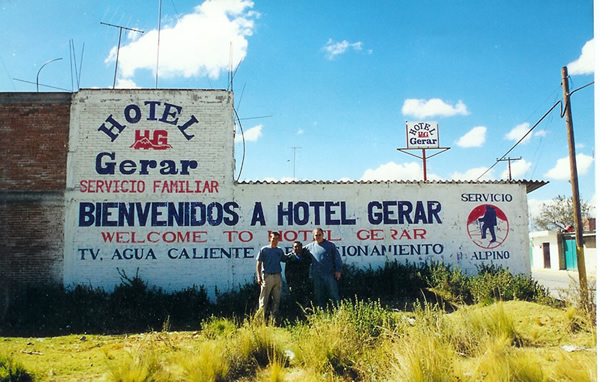 HOTEL
HG
Gerar
SERVICIO FAMILIAR
HOTEL
HG
Gerar
BIENVENIDOS A HOTEL GERAR
WELCOME TO HOTEL GERAR
TV. AGUA CALIENTE
SERVICIO
ALPINO